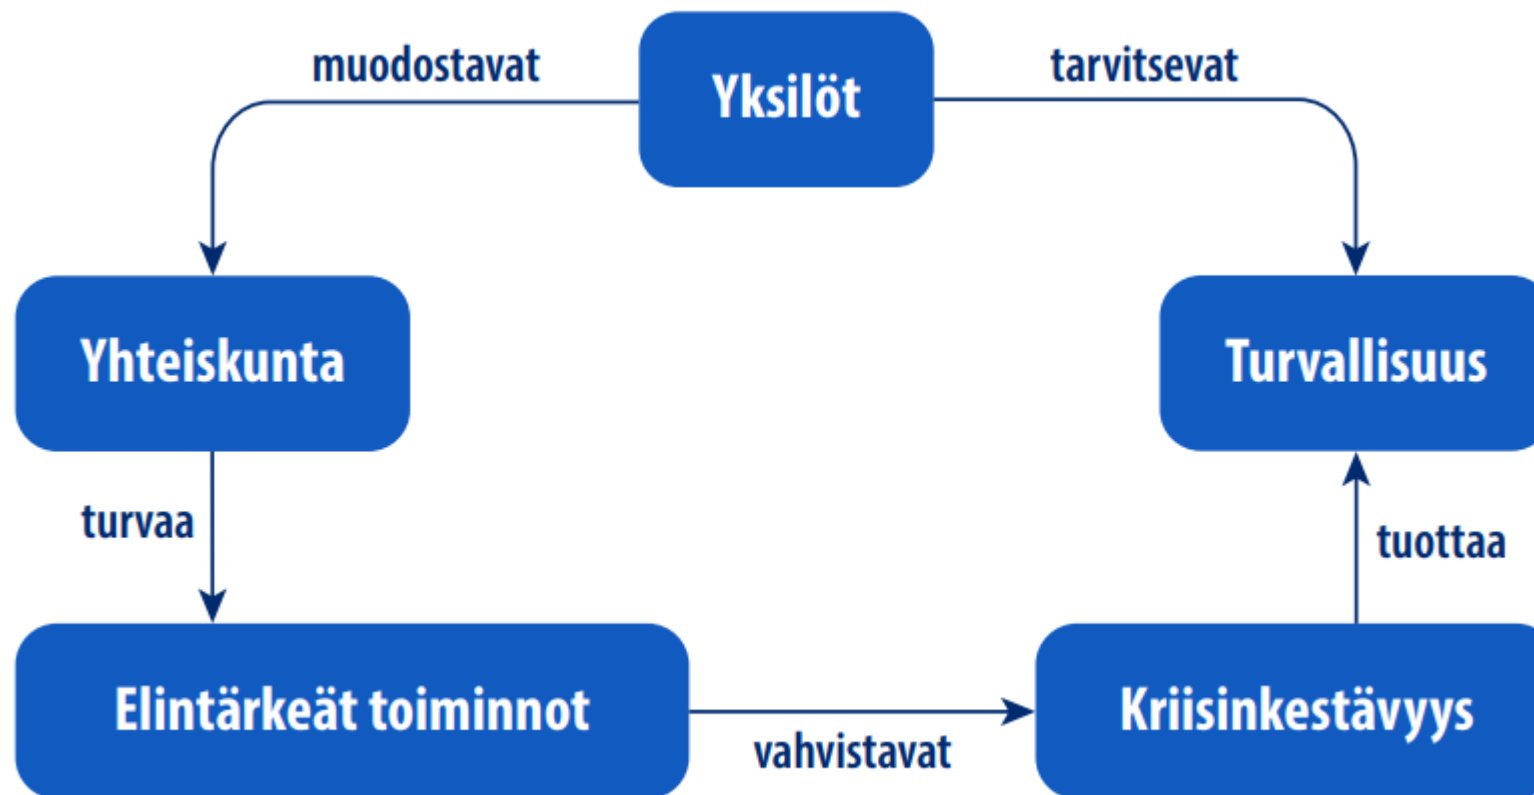 muodostavat
Yksilöt
tarvitsevat
Yhteiskunta
Turvallisuus
turvaa
tuottaa
Elintärkeät toiminnot
vahvistavat
Kriisinkestävyys